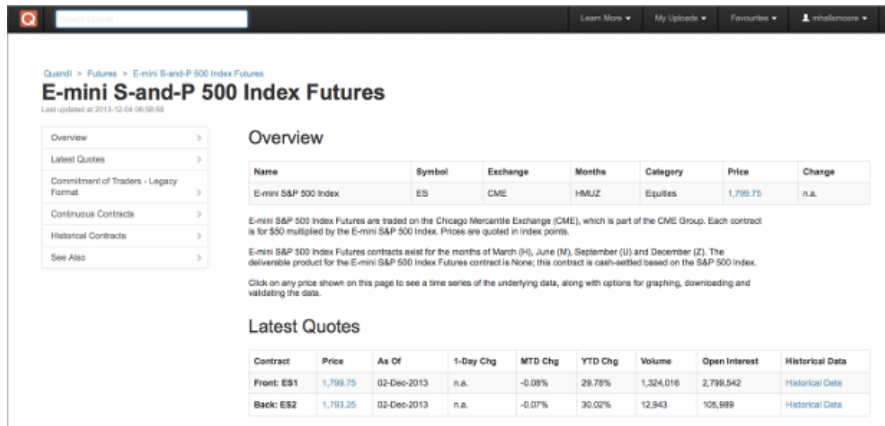 Q
Search Quandl
Learn More
My Uploads
Favourites
mhallsmoore
Quandl > Futures > E-mini S-and-P 500 Index Futures
E-mini S-and-P 500 Index Futures
Last updated at 2013-12-04 06:58:59
Overview
Latest Quotes
Commitment of Traders - Legacy
Format
Continuous Contracts
Historical Contracts
See Also
Overview
Name Symbol Exchange Months Category Price Change
E-mini S&P 500 Index ES CME HMUZ Equities 1,799.75 n.a.
E-mini S&P 500 Index Futures are traded on the Chicago Mercantile Exchange (CME), which is part of the CME Group. Each contract
is for $50 multiplied by the E-mini S&P 500 Index. Prices are quoted in Index points.
E-mini S&P 500 Index Futures contracts exist for the months of March (H), June (M), September (U) and December (Z). The
deliverable product for the E-mini S&P 500 Index Futures contract is None; this contract is cash-settled based on the S&P 500 Index.
Click on any price shown on this page to see a time series of the underlying data, along with options for graphing, downloading and
validating the data.
Latest Quotes
Contract Price As Of 1-Day Chg MTD Chg YTD Chg Volume Open Interest Historical Data
Front: ES1 1,799.75 02-Dec-2013 n.a. -0.08% 29.78% 1,324,016 2,799,542 Historical Data
Back: ES2 1,793.25 02-Dec-2013 n.a. -0.07% 30.02% 12,943 105,989 Historical Data